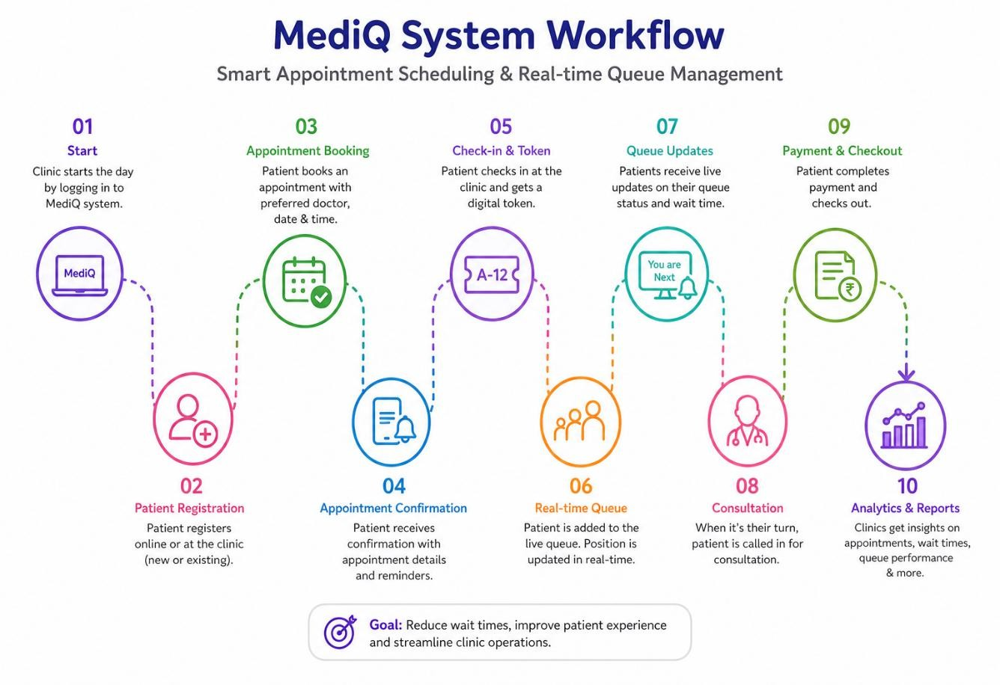 MediQ System Workflow
Smart Appointment Scheduling & Real-time Queue Management
01
Start
Clinic starts the day
by logging in to
MediQ system.
MediQ
02
Patient Registration
Patient registers
online or at the clinic
(new or existing).
03
Appointment Booking
Patient books an
appointment with
preferred doctor,
date & time.
04
Appointment Confirmation
Patient receives
confirmation with
appointment details
and reminders.
05
Check-in & Token
Patient checks in at the
clinic and gets a
digital token.
A-12
06
Real-time Queue
Patient is added to the
live queue. Position is
updated in real-time.
07
Queue Updates
Patients receive live
updates on their queue
status and wait time.
You are
Next
08
Consultation
When it's their turn,
patient is called in for
consultation.
09
Payment & Checkout
Patient completes
payment and
checks out.
₹
10
Analytics & Reports
Clinics get insights on
appointments, wait times,
queue performance
& more.
Goal: Reduce wait times, improve patient experience
and streamline clinic operations.